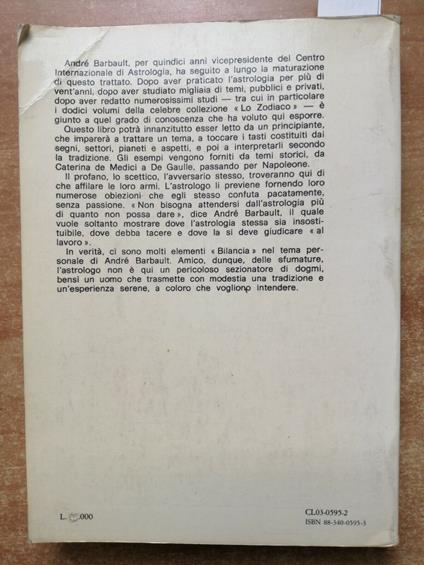 André Barbault, per quindici anni vicepresidente del Centro
Internazionale di Astrologia, ha seguito a lungo la maturazione
di questo trattato. Dopo aver praticato l'astrologia per più di
vent'anni, dopo aver studiato migliaia di temi, pubblici e privati,
dopo aver redatto numerosissimi studi — tra cui in particolare
i dodici volumi della celebre collezione « Lo Zodiaco » — è
giunto a quel grado di conoscenza che ha voluto qui esporre.
Questo libro potrà innanzitutto esser letto da un principiante,
che imparerà a trattare un tema, a toccare i tasti costituiti dai
segni, settori, pianeti e aspetti, e poi a interpretarli secondo
la tradizione. Gli esempi vengono forniti da temi storici, da
Caterina de Medici a De Gaulle, passando per Napoleone.
Il profano, lo scettico, l'avversario stesso, troveranno qui di
che affilare le loro armi. L'astrologo li previene fornendo loro
numerose obiezioni che egli stesso confuta pacatamente,
senza passione. « Non bisogna attendersi dall'astrologia più
di quanto non possa dare », dice André Barbault, il quale
vuole soltanto mostrare dove l'astrologia stessa sia insosti-
tuibile, dove debba tacere e dove la si deve giudicare « al
lavoro ».
In verità, ci sono molti elementi « Bilancia » nel tema per-
sonale di André Barbault. Amico, dunque, delle sfumature,
l'astrologo non è qui un pericoloso sezionatore di dogmi,
bensì un uomo che trasmette con modestia una tradizione e
un'esperienza serene, a coloro che vogliono intendere.
L. .000
CL03-0595-2
ISBN 88-340-0595-3